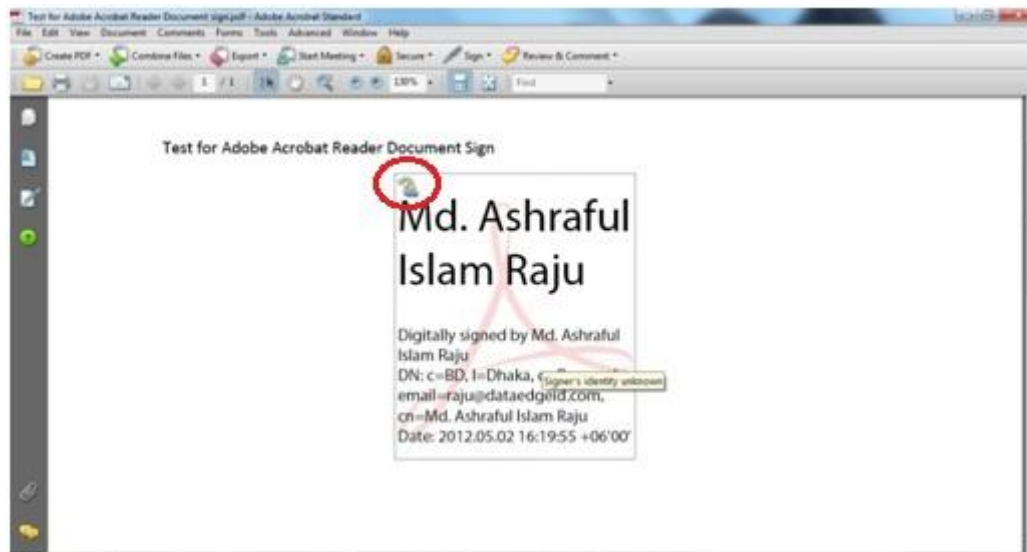 Test for Adobe Acrobat Reader Document sign.pdf - Adobe Acrobat Standard
File Edit View Document Comments Forms Tools Advanced Window Help
Create PDF Combine Files Export Start Meeting Secure Sign Review & Comment
1 / 1 130% Find
Test for Adobe Acrobat Reader Document Sign
Md. Ashraful
Islam Raju
Digitally signed by Md. Ashraful
Islam Raju
DN: c=BD, l=Dhaka,
Signer's identity unknown
email=raju@dataedgeid.com,
cn=Md. Ashraful Islam Raju
Date: 2012.05.02 16:19:55 +06'00'